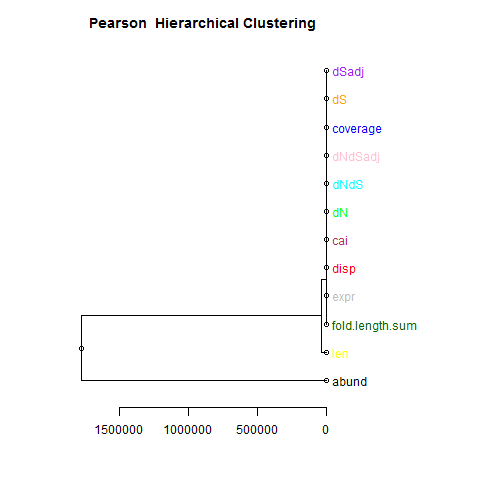 Pearson  Hierarchical Clustering
dSadj
dS
coverage
dNdSadj
dNdS
dN
cai
disp
expr
fold.length.sum
len
abund
1500000 1000000 500000 0